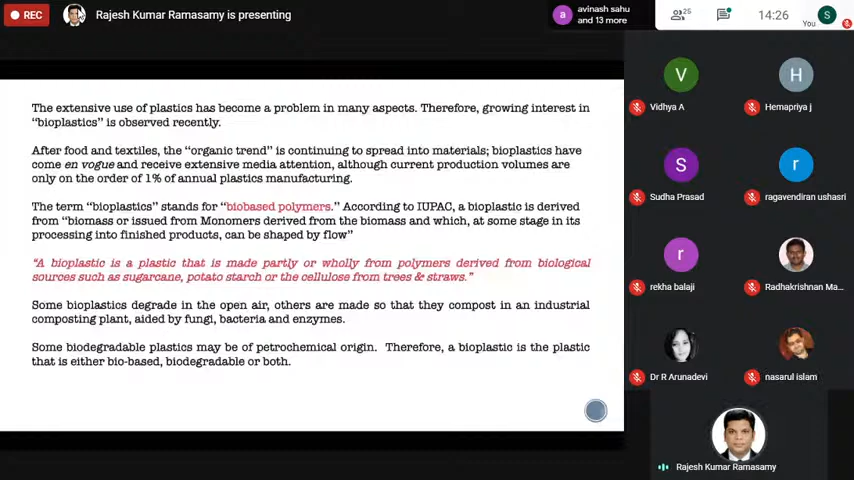 REC
Rajesh Kumar Ramasamy is presenting
a
avinash sahu
and 13 more
25
14:26
You
S
The extensive use of plastics has become a problem in many aspects. Therefore, growing interest in
“bioplastics” is observed recently.
After food and textiles, the “organic trend” is continuing to spread into materials; bioplastics have
come en vogue and receive extensive media attention, although current production volumes are
only on the order of 1% of annual plastics manufacturing.
The term “bioplastics” stands for “biobased polymers.” According to IUPAC, a bioplastic is derived
from “biomass or issued from Monomers derived from the biomass and which, at some stage in its
processing into finished products, can be shaped by flow”
“A bioplastic is a plastic that is made partly or wholly from polymers derived from biological
sources such as sugarcane, potato starch or the cellulose from trees & straws.”
Some bioplastics degrade in the open air, others are made so that they compost in an industrial
composting plant, aided by fungi, bacteria and enzymes.
Some biodegradable plastics may be of petrochemical origin. Therefore, a bioplastic is the plastic
that is either bio-based, biodegradable or both.
V
Vidhya A
H
Hemapriya j
S
Sudha Prasad
r
ragavendiran ushasri
r
rekha balaji
Radhakrishnan Ma...
Dr R Arunadevi
nasarul islam
Rajesh Kumar Ramasamy